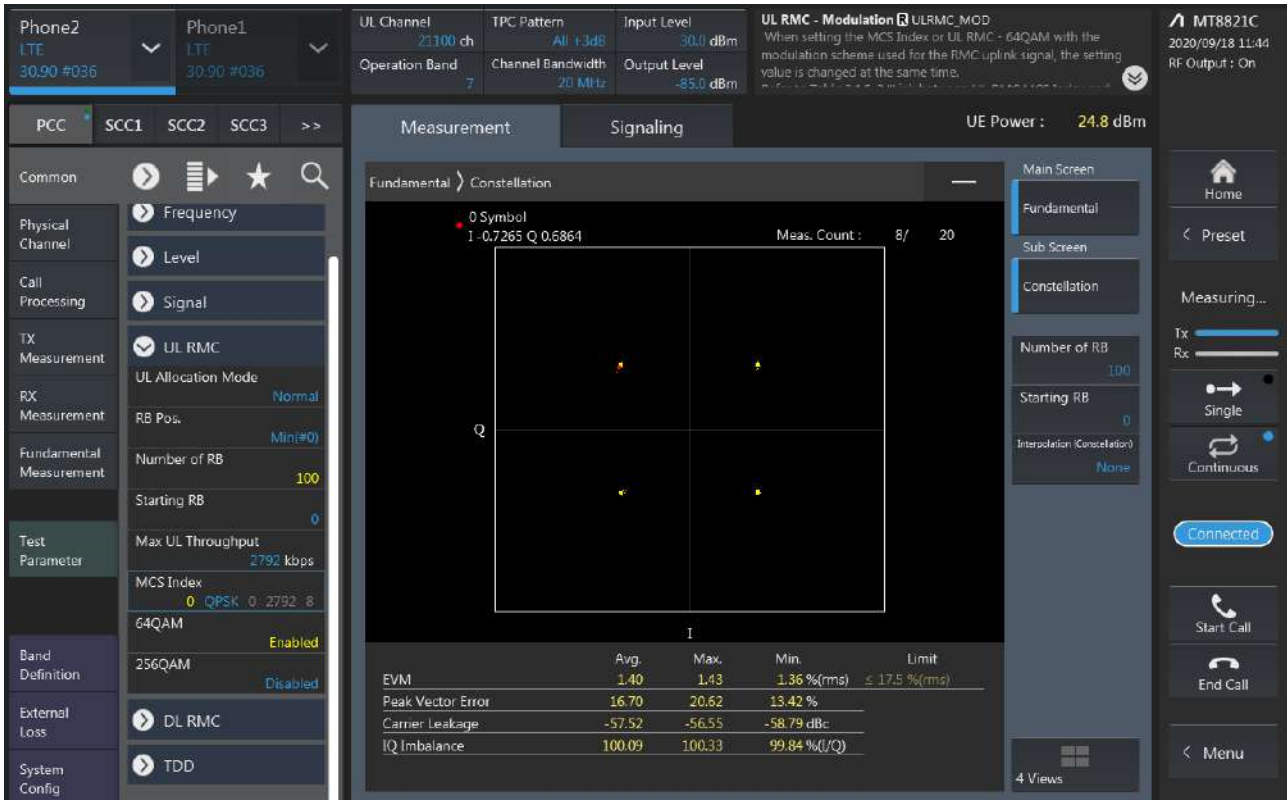 Phone2
LTE
30.90 #036
Phone1
LTE
30.90 #036
UL Channel
21100 ch
Operation Band
7
TPC Pattern
All +3dB
Channel Bandwidth
20 MHz
Input Level
30.0 dBm
Output Level
-85.0 dBm
UL RMC - Modulation R ULRMC_MOD
When setting the MCS Index or UL RMC - 64QAM with the
modulation scheme used for the RMC uplink signal, the setting
value is changed at the same time.
MT8821C
2020/09/18 11:44
RF Output : On
PCC SCC1 SCC2 SCC3 >>
Common
Physical
Channel
Call
Processing
TX
Measurement
RX
Measurement
Fundamental
Measurement
Test
Parameter
Band
Definition
External
Loss
System
Config
Frequency
Level
Signal
UL RMC
UL Allocation Mode
Normal
RB Pos.
Min(#0)
Number of RB
100
Starting RB
0
Max UL Throughput
2792 kbps
MCS Index
0 QPSK 0 2792 8
64QAM
Enabled
256QAM
Disabled
DL RMC
TDD
Measurement
Signaling
UE Power : 24.8 dBm
Fundamental 〉 Constellation
0 Symbol
I -0.7265 Q 0.6864
Meas. Count : 8/ 20
Q
I
Avg. Max. Min. Limit
EVM 1.40 1.43 1.36 %(rms) ≤ 17.5 %(rms)
Peak Vector Error 16.70 20.62 13.42 %
Carrier Leakage -57.52 -56.55 -58.79 dBc
IQ Imbalance 100.09 100.33 99.84 %(I/Q)
Main Screen
Fundamental
Sub Screen
Constellation
Number of RB
100
Starting RB
0
Interpolation (Constellation)
None
4 Views
Home
< Preset
Measuring...
Tx
Rx
Single
Continuous
Connected
Start Call
End Call
< Menu